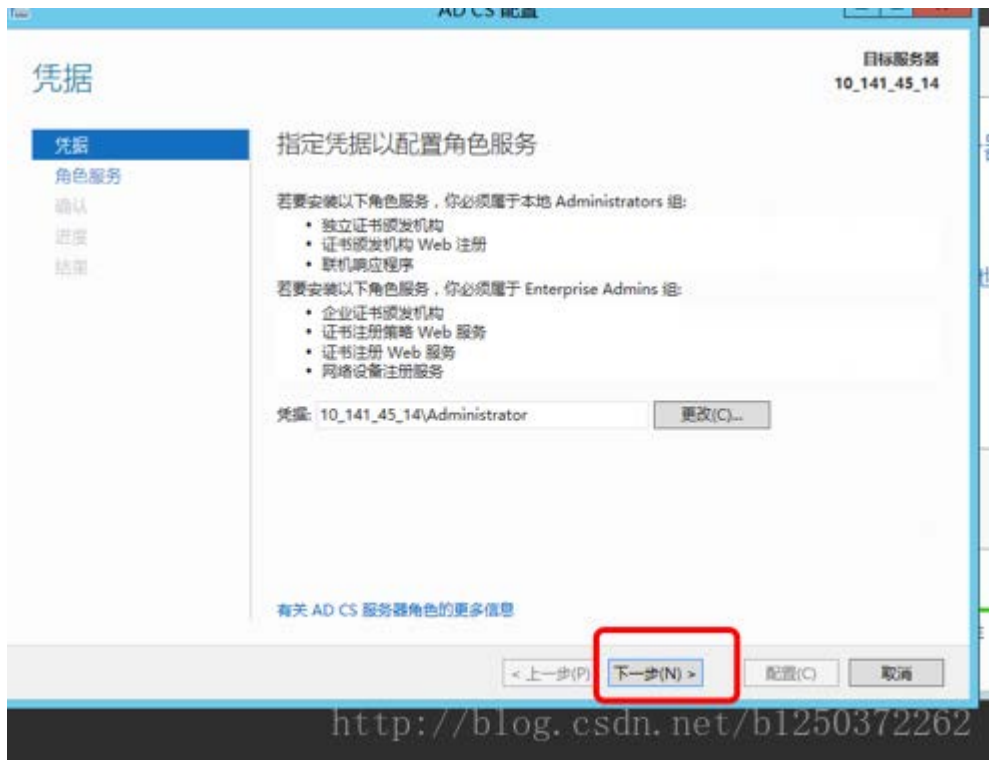 AD CS 配置
凭据
目标服务器
10_141_45_14
凭据
角色服务
确认
进度
结果
指定凭据以配置角色服务
若要安装以下角色服务，你必须属于本地 Administrators 组:
• 独立证书颁发机构
• 证书颁发机构 Web 注册
• 联机响应程序
若要安装以下角色服务，你必须属于 Enterprise Admins 组:
• 企业证书颁发机构
• 证书注册策略 Web 服务
• 证书注册 Web 服务
• 网络设备注册服务
凭据: 10_141_45_14\Administrator 更改(C)...
有关 AD CS 服务器角色的更多信息
< 上一步(P) 下一步(N) > 配置(C) 取消
http://blog.csdn.net/b1250372262